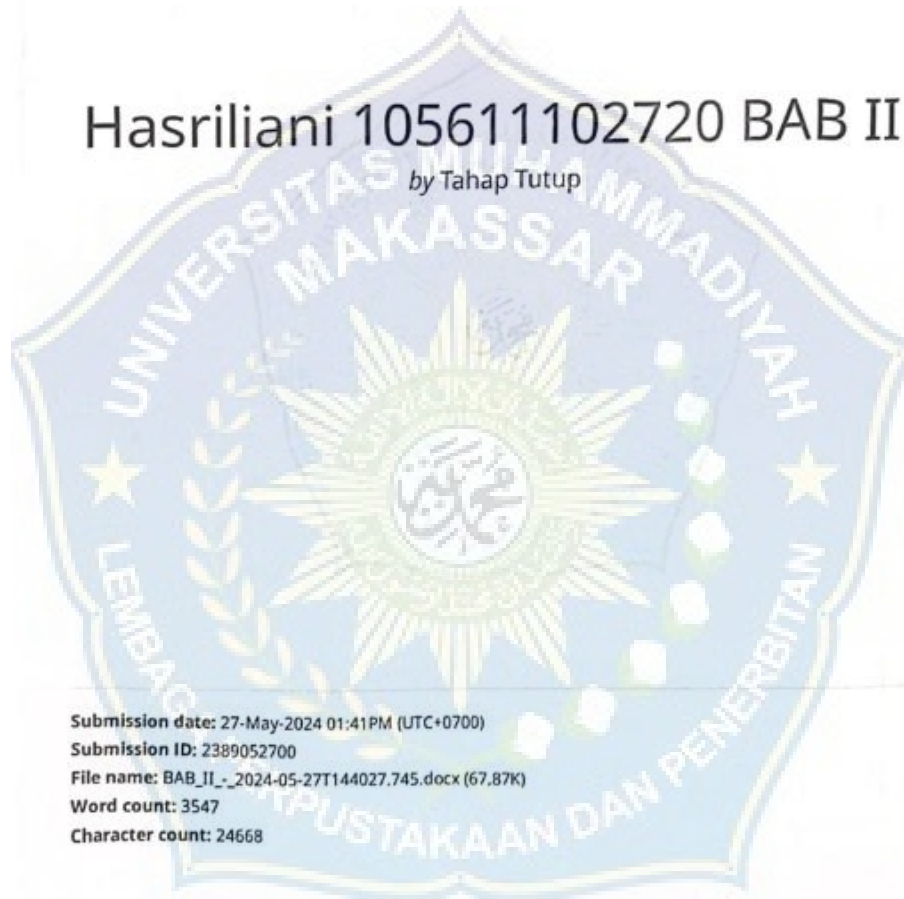 Hasriliani 105611102720 BAB II
by Tahap Tutup
UNIVERSITAS MUHAMMADIYAH
MAKASSAR
LEMBAGA PERPUSTAKAAN DAN PENERBITAN
Submission date: 27-May-2024 01:41PM (UTC+0700)
Submission ID: 2389052700
File name: BAB_II_-_2024-05-27T144027.745.docx (67.87K)
Word count: 3547
Character count: 24668